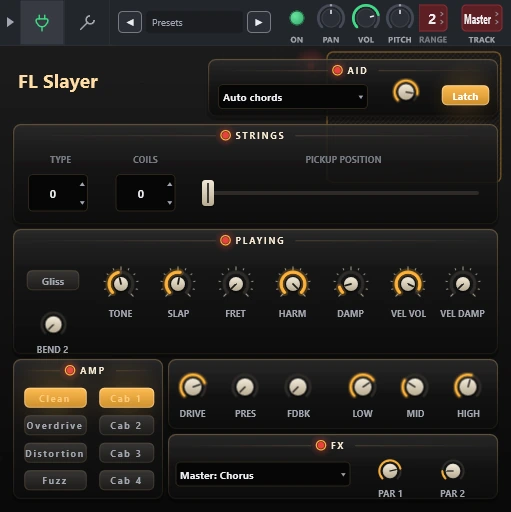 Presets
2
Master
ON PAN VOL PITCH RANGE TRACK
FL Slayer
AID
Auto chords
Latch
STRINGS
TYPE COILS PICKUP POSITION
0 0
PLAYING
Gliss
TONE SLAP FRET HARM DAMP VEL VOL VEL DAMP
BEND 2
AMP
Clean Cab 1
Overdrive Cab 2
Distortion Cab 3
Fuzz Cab 4
DRIVE PRES FDBK LOW MID HIGH
FX
Master: Chorus
PAR 1 PAR 2